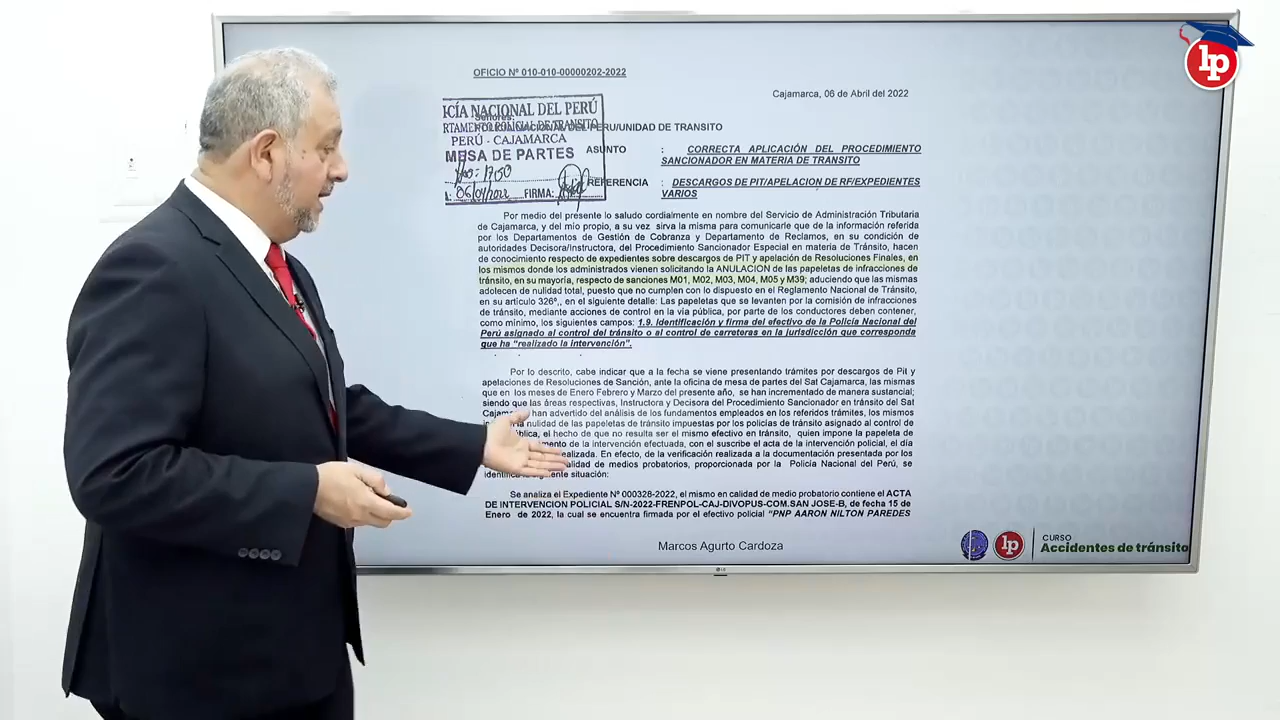 lp
OFICIO Nº 010-010-00000202-2022
Cajamarca, 06 de Abril del 2022
ICÍA NACIONAL DEL PERÚ
RTAMENTO POLICIAL DE TRANSITO
PERÚ - CAJAMARCA
MESA DE PARTES
17:50
06/04/2022 FIRMA:
Señores:
POLICIA NACIONAL DEL PERU/UNIDAD DE TRANSITO
ASUNTO : CORRECTA APLICACIÓN DEL PROCEDIMIENTO
SANCIONADOR EN MATERIA DE TRANSITO
REFERENCIA : DESCARGOS DE PIT/APELACION DE RF/EXPEDIENTES
VARIOS
Por medio del presente lo saludo cordialmente en nombre del Servicio de Administración Tributaria
de Cajamarca, y del mío propio, a su vez sirva la misma para comunicarle que de la información referida
por los Departamentos de Gestión de Cobranza y Departamento de Reclamos, en su condición de
autoridades Decisora/Instructora, del Procedimiento Sancionador Especial en materia de Tránsito, hacen
de conocimiento respecto de expedientes sobre descargos de PIT y apelación de Resoluciones Finales, en
los mismos donde los administrados vienen solicitando la ANULACION de las papeletas de infracciones de
tránsito, en su mayoría, respecto de sanciones M01, M02, M03, M04, M05 y M39; aduciendo que las mismas
adolecen de nulidad total, puesto que no cumplen con lo dispuesto en el Reglamento Nacional de Tránsito,
en su artículo 326º,, en el siguiente detalle: Las papeletas que se levanten por la comisión de infracciones
de tránsito, mediante acciones de control en la vía pública, por parte de los conductores deben contener,
como mínimo, los siguientes campos: 1.9. Identificación y firma del efectivo de la Policía Nacional del
Perú asignado al control del tránsito o al control de carreteras en la jurisdicción que corresponda
que ha "realizado la intervención".
Por lo descrito, cabe indicar que a la fecha se viene presentando trámites por descargos de Pit y
apelaciones de Resoluciones de Sanción, ante la oficina de mesa de partes del Sat Cajamarca, las mismas
que en los meses de Enero Febrero y Marzo del presente año, se han incrementado de manera sustancial;
siendo que las áreas respectivas, Instructora y Decisora del Procedimiento Sancionador en tránsito del Sat
Cajam han advertido del análisis de los fundamentos empleados en los referidos trámites, los mismos
la nulidad de las papeletas de tránsito impuestas por los policías de tránsito asignado al control de
ública, el hecho de que no resulta ser el mismo efectivo en tránsito, quien impone la papeleta de
mento de la intervención efectuada, con el suscribe el acta de la intervención policial, el día
ealizada. En efecto, de la verificación realizada a la documentación presentada por los
alidad de medios probatorios, proporcionada por la Policía Nacional del Perú, se
identifica siguiente situación:
Se analiza el Expediente Nº 000328-2022, el mismo en calidad de medio probatorio contiene el ACTA
DE INTERVENCION POLICIAL S/N-2022-FRENPOL-CAJ-DIVOPUS-COM.SAN JOSE-B, de fecha 15 de
Enero de 2022, la cual se encuentra firmada por el efectivo policial "PNP AARON NILTON PAREDES
Marcos Agurto Cardoza
lp
CURSO
Accidentes de tránsito
LG